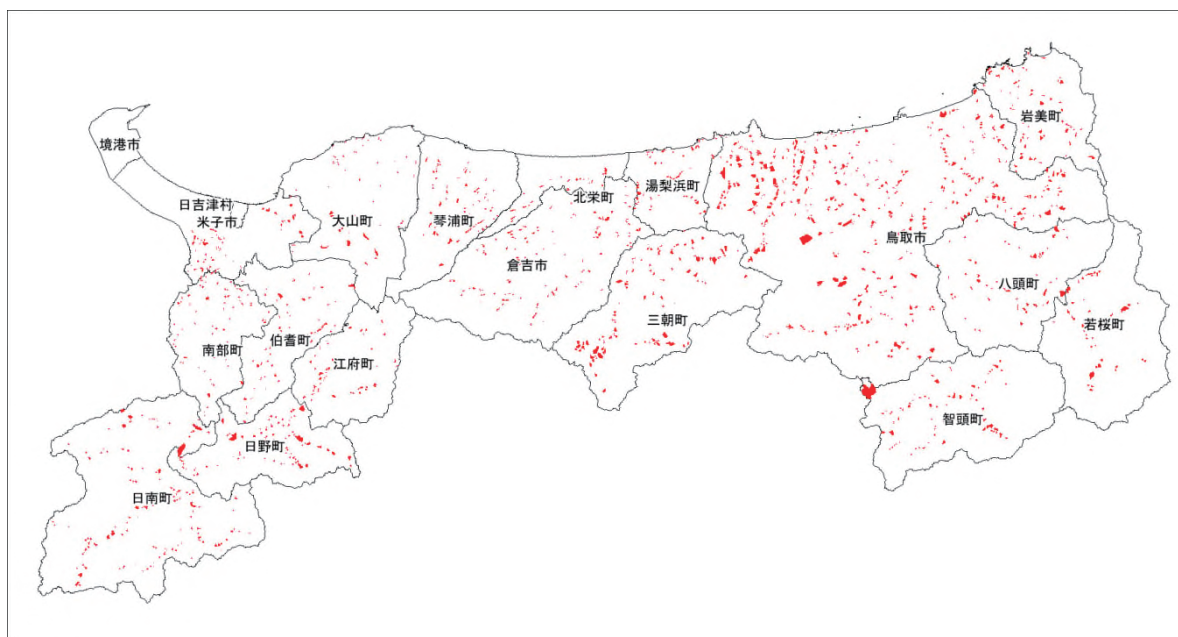 境港市
日吉津村
米子市
大山町
琴浦町
北栄町
湯梨浜町
岩美町
鳥取市
倉吉市
八頭町
三朝町
若桜町
南部町
伯耆町
江府町
智頭町
日野町
日南町